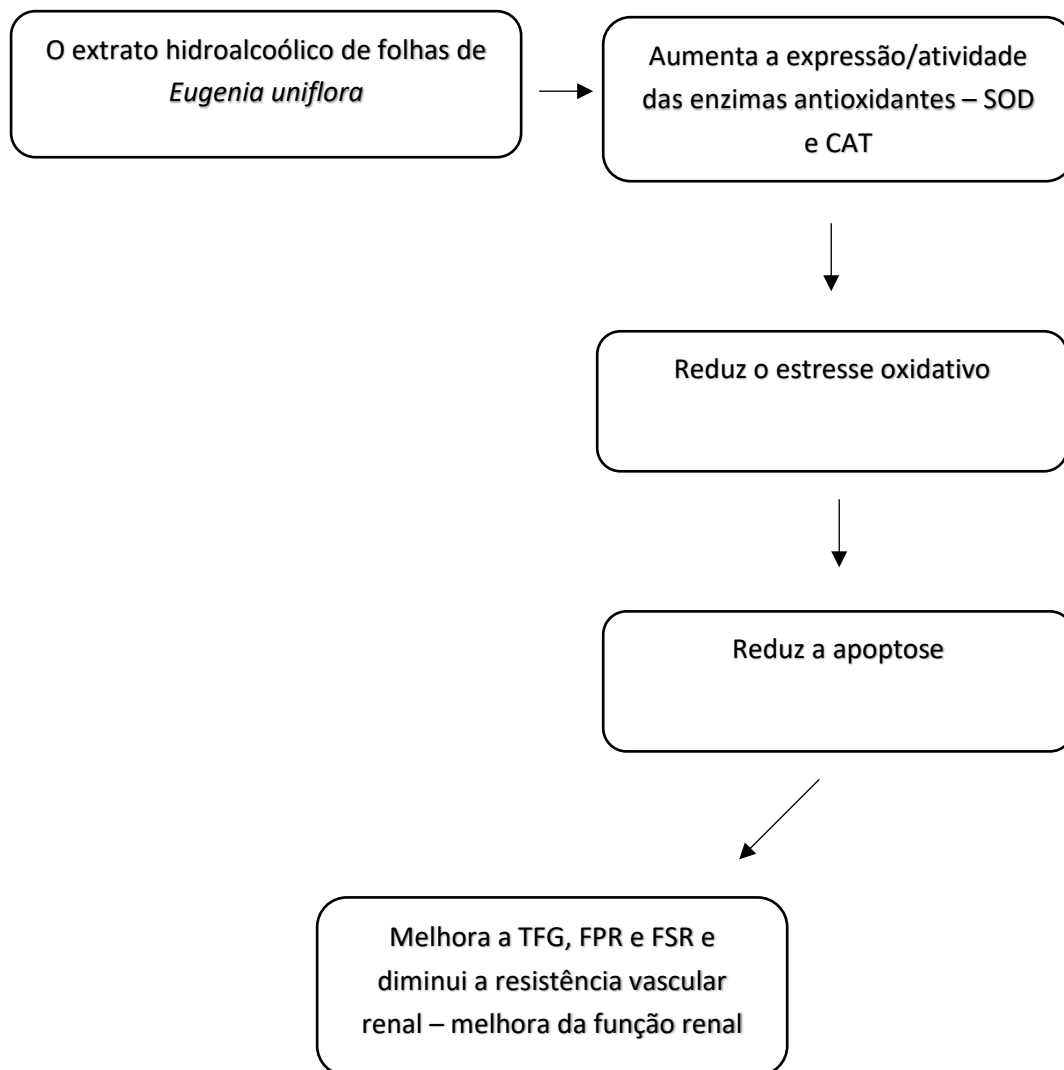 O extrato hidroalcoólico de folhas de
Eugenia uniflora
Aumenta a expressão/atividade
das enzimas antioxidantes – SOD
e CAT
Reduz o estresse oxidativo
Reduz a apoptose
Melhora a TFG, FPR e FSR e
diminui a resistência vascular
renal – melhora da função renal